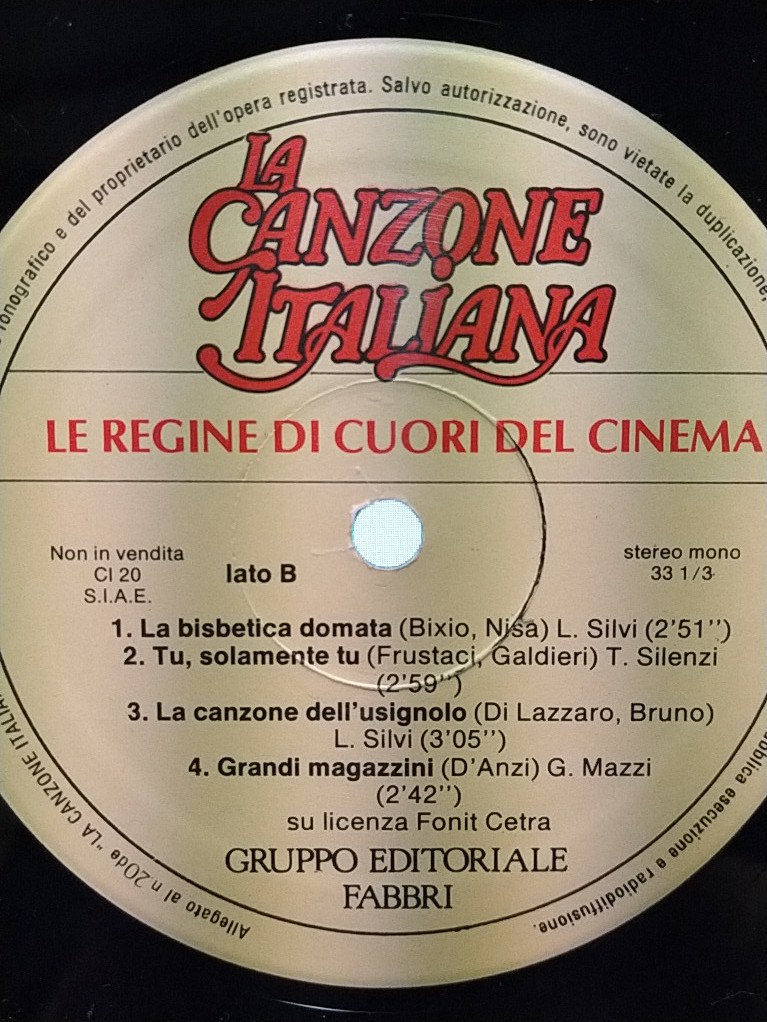 fonografico e del proprietario dell'opera registrata. Salvo autorizzazione, sono vietate la duplicazione,
LA
CANZONE
ITALIANA
LE REGINE DI CUORI DEL CINEMA
Non in vendita
CI 20
S.I.A.E.
lato B
stereo mono
33 1/3
1. La bisbetica domata (Bixio, Nisa) L. Silvi (2'51'')
2. Tu, solamente tu (Frustaci, Galdieri) T. Silenzi
(2'59'')
3. La canzone dell'usignolo (Di Lazzaro, Bruno)
L. Silvi (3'05'')
4. Grandi magazzini (D'Anzi) G. Mazzi
(2'42'')
su licenza Fonit Cetra
GRUPPO EDITORIALE
FABBRI
Allegato al n.20 de "LA CANZONE ITALIAN
pubblica esecuzione e radiodiffusione.